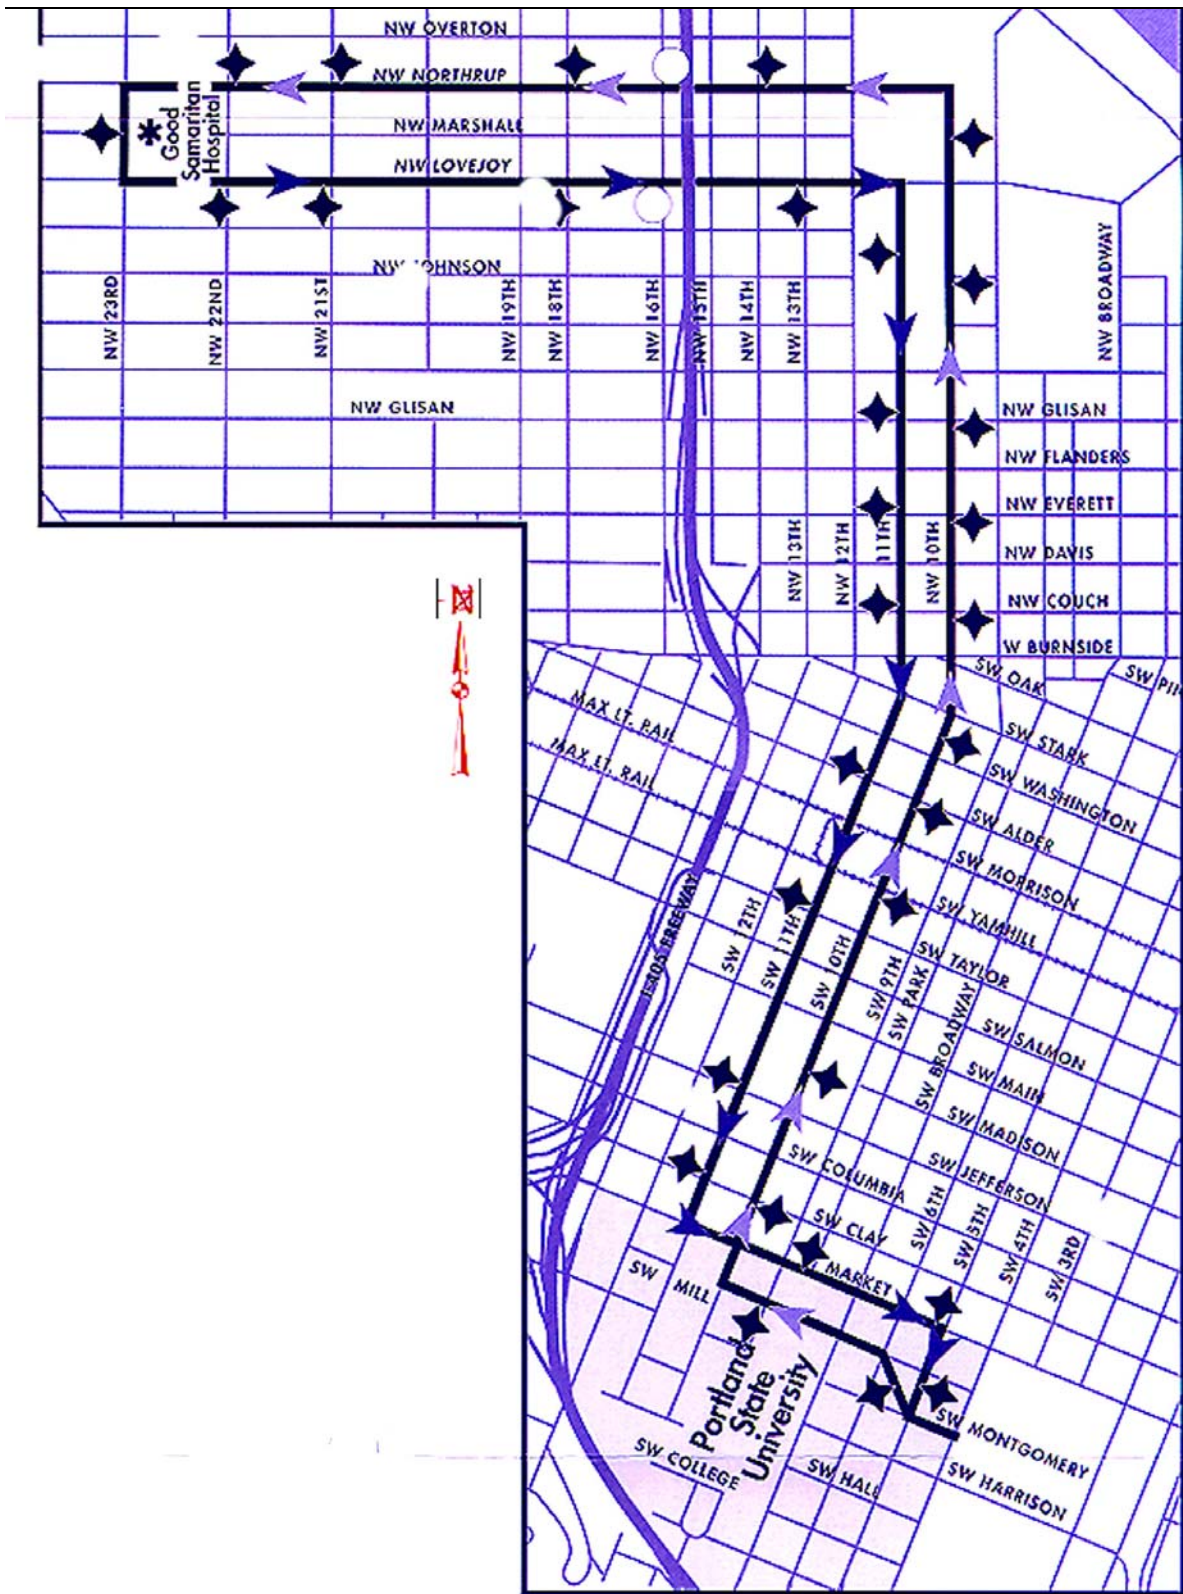 NW OVERTON
NW NORTHRUP
Good
Samaritan
Hospital
NW MARSHALL
NW LOVEJOY
NW JOHNSON
NW 23RD
NW 22ND
NW 21ST
NW 19TH
NW 18TH
NW 16TH
NW 15TH
NW 14TH
NW 13TH
NW BROADWAY
NW GLISAN
NW GLISAN
NW FLANDERS
NW EVERETT
NW DAVIS
NW COUCH
W BURNSIDE
NW 13TH
NW 12TH
11TH
NW 10TH
SW OAK
SW STARK
SW WASHINGTON
SW ALDER
SW MORRISON
SW YAMHILL
SW TAYLOR
SW SALMON
SW MAIN
SW MADISON
SW JEFFERSON
SW COLUMBIA
SW CLAY
MARKET
SW MILL
MAX LT. RAIL
MAX LT. RAIL
FREEWAY
SW 12TH
SW 11TH
SW 10TH
SW 9TH
SW PARK
SW BROADWAY
SW 6TH
SW 5TH
SW 4TH
SW 3RD
Portland
State
University
SW MONTGOMERY
SW HARRISON
SW COLLEGE
SW HALL